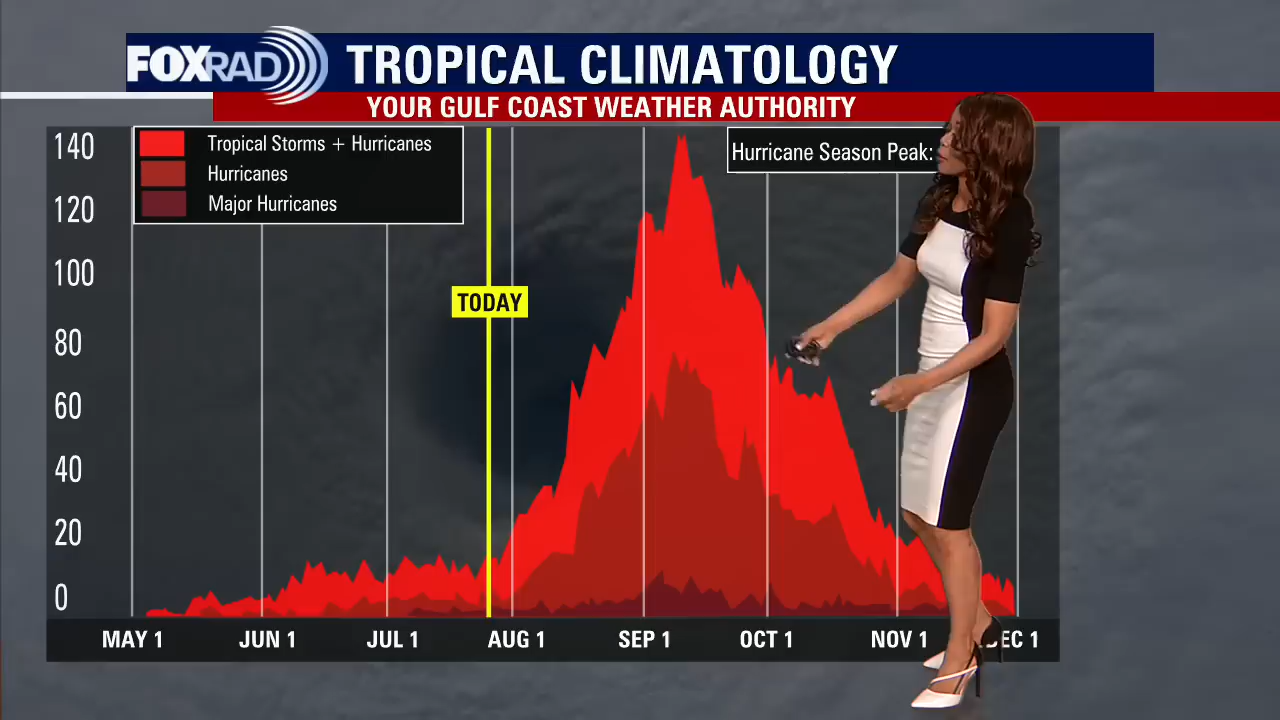 FOXRAD
TROPICAL CLIMATOLOGY
YOUR GULF COAST WEATHER AUTHORITY
Tropical Storms + Hurricanes
Hurricanes
Major Hurricanes
Hurricane Season Peak:
140
120
100
80
60
40
20
0
TODAY
MAY 1
JUN 1
JUL 1
AUG 1
SEP 1
OCT 1
NOV 1
DEC 1